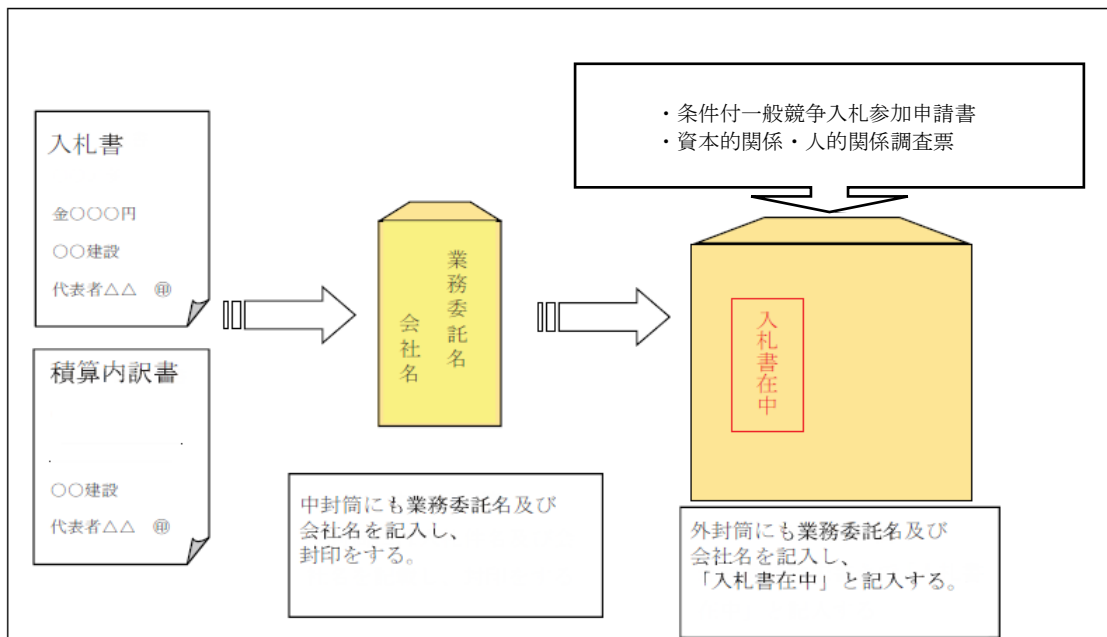 入札書
金〇〇〇円
〇〇建設
代表者△△ ㊞
積算内訳書
〇〇建設
代表者△△ ㊞
業務委託名
会社名
中封筒にも業務委託名及び
会社名を記入し、
封印をする。
・条件付一般競争入札参加申請書
・資本的関係・人的関係調査票
入札書在中
外封筒にも業務委託名及び
会社名を記入し、
「入札書在中」と記入する。